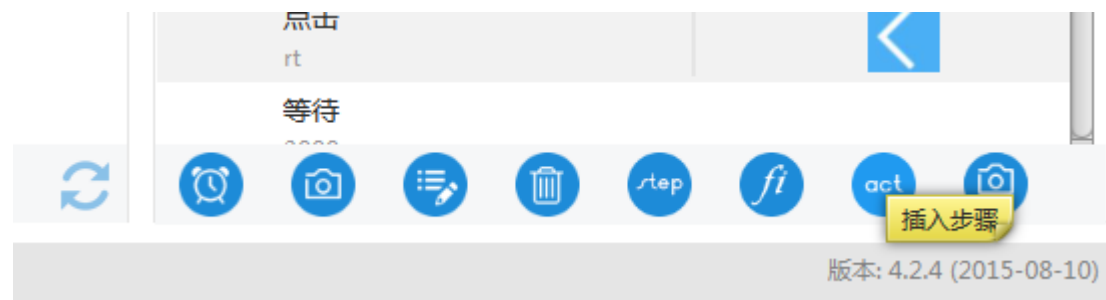 点击
rt
等待
step
fi
act
插入步骤
版本: 4.2.4 (2015-08-10)